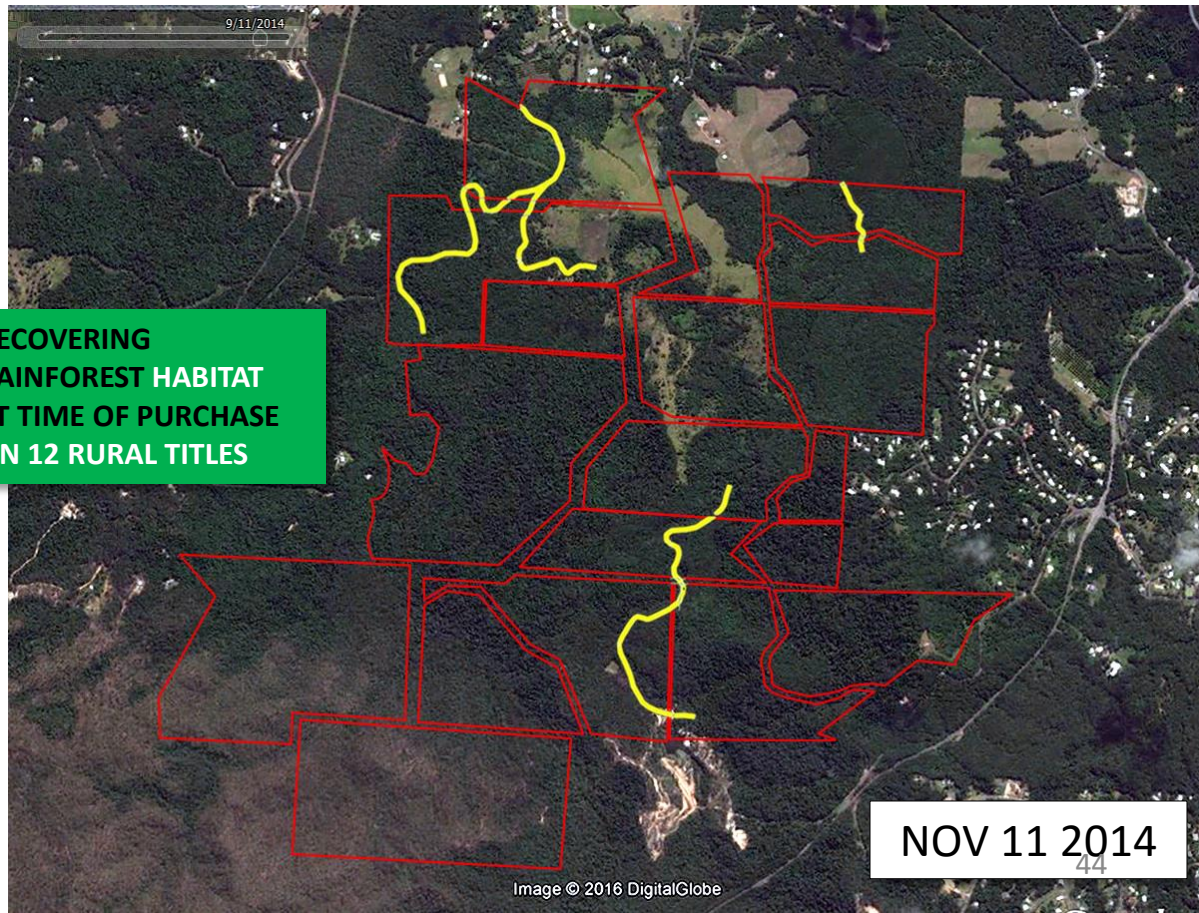 9/11/2014
ECOVERING
AINFOREST HABITAT
T TIME OF PURCHASE
N 12 RURAL TITLES
NOV 11 2014
44
Image © 2016 DigitalGlobe